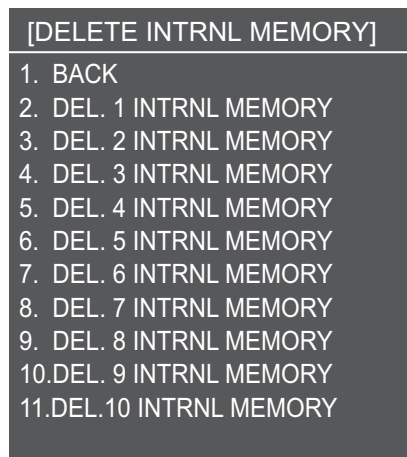 [DELETE INTRNL MEMORY]
1. BACK
2. DEL. 1 INTRNL MEMORY
3. DEL. 2 INTRNL MEMORY
4. DEL. 3 INTRNL MEMORY
5. DEL. 4 INTRNL MEMORY
6. DEL. 5 INTRNL MEMORY
7. DEL. 6 INTRNL MEMORY
8. DEL. 7 INTRNL MEMORY
9. DEL. 8 INTRNL MEMORY
10.DEL. 9 INTRNL MEMORY
11.DEL.10 INTRNL MEMORY